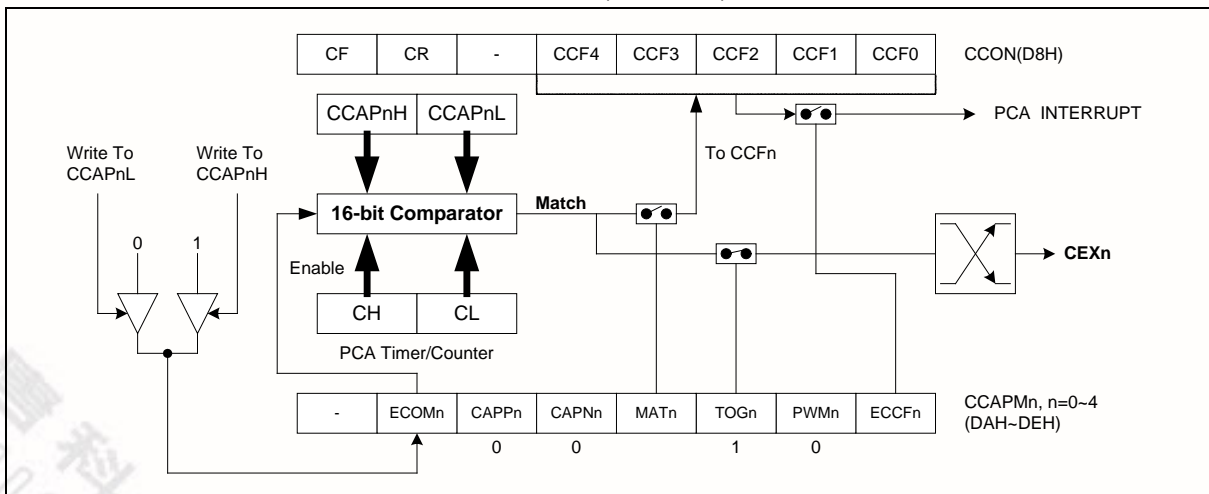 CF CR - CCF4 CCF3 CCF2 CCF1 CCF0 CCON(D8H)
CCAPnH CCAPnL
PCA INTERRUPT
Write To
CCAPnL
Write To
CCAPnH
To CCFn
16-bit Comparator
Match
0 1
Enable
CEXn
CH CL
PCA Timer/Counter
- ECOMn CAPPn CAPNn MATn TOGn PWMn ECCFn
CCAPMn, n=0~4
(DAH~DEH)
0 0 1 0